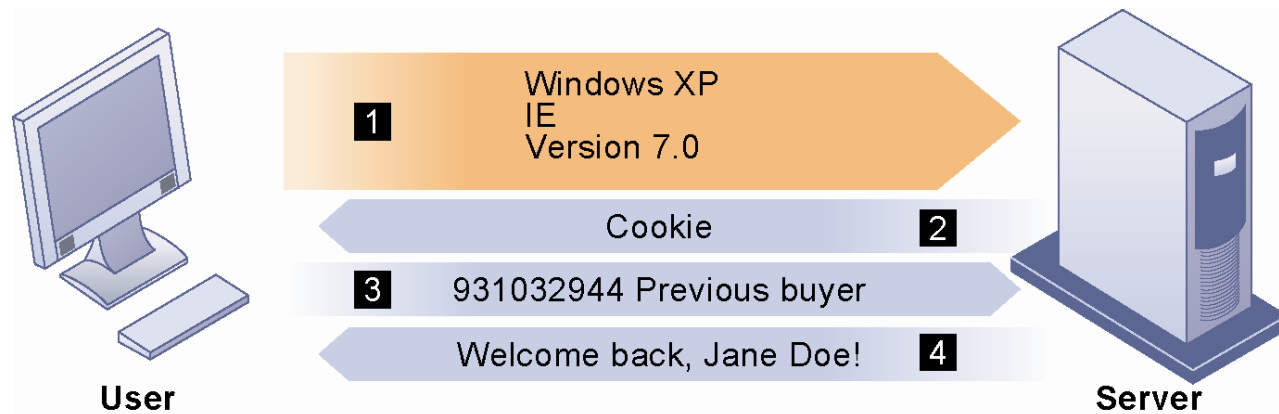 1
Windows XP
IE
Version 7.0
Cookie
2
3
931032944 Previous buyer
Welcome back, Jane Doe!
4
User
Server